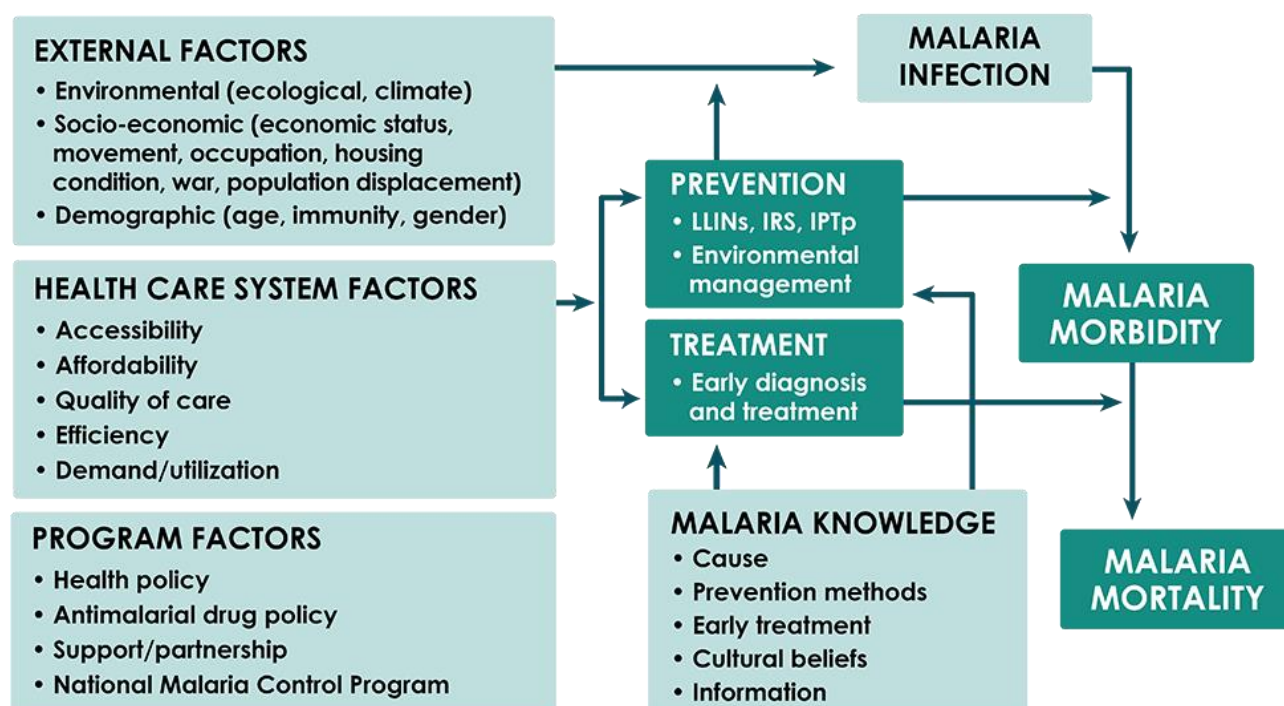 EXTERNAL FACTORS
• Environmental (ecological, climate)
• Socio-economic (economic status,
movement, occupation, housing
condition, war, population displacement)
• Demographic (age, immunity, gender)
HEALTH CARE SYSTEM FACTORS
• Accessibility
• Affordability
• Quality of care
• Efficiency
• Demand/utilization
PROGRAM FACTORS
• Health policy
• Antimalarial drug policy
• Support/partnership
• National Malaria Control Program
PREVENTION
• LLINs, IRS, IPTp
• Environmental
management
TREATMENT
• Early diagnosis
and treatment
MALARIA KNOWLEDGE
• Cause
• Prevention methods
• Early treatment
• Cultural beliefs
• Information
MALARIA
INFECTION
MALARIA
MORBIDITY
MALARIA
MORTALITY